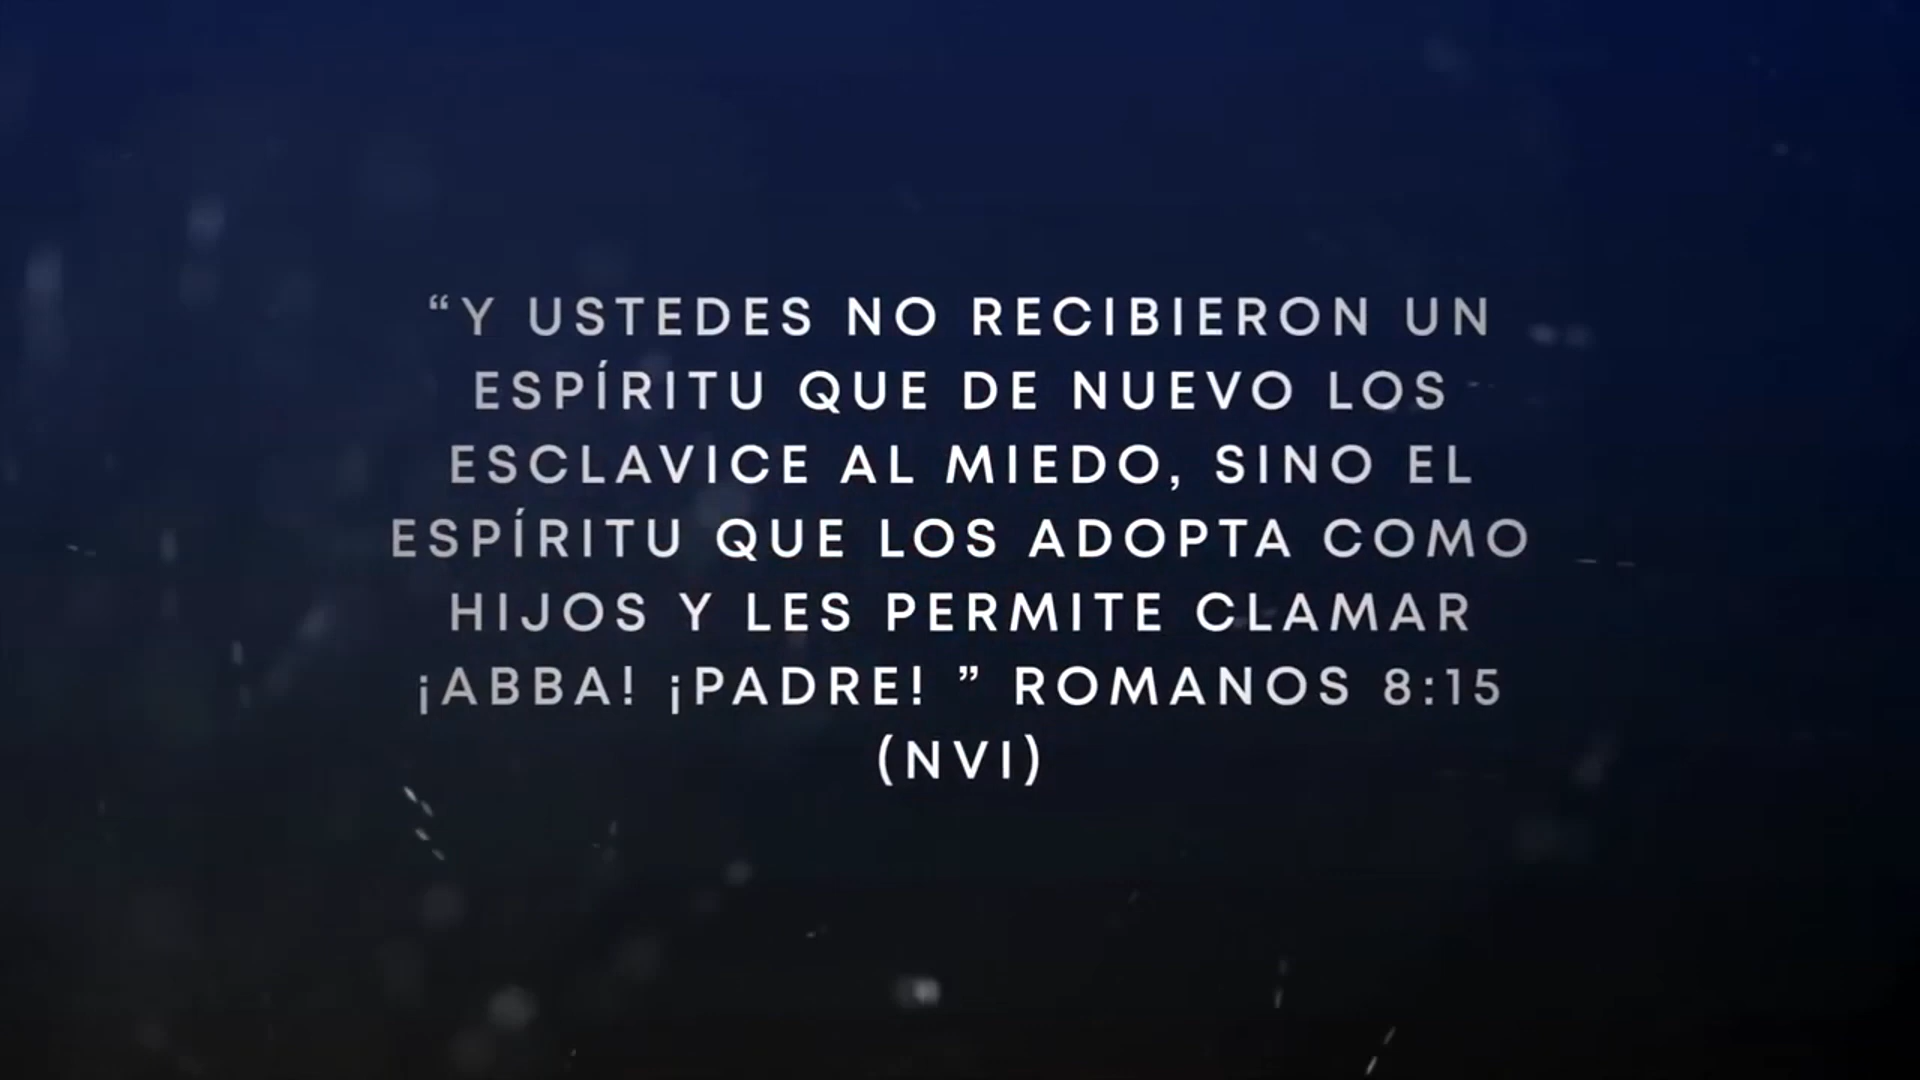 “Y USTEDES NO RECIBIERON UN
ESPÍRITU QUE DE NUEVO LOS
ESCLAVICE AL MIEDO, SINO EL
ESPÍRITU QUE LOS ADOPTA COMO
HIJOS Y LES PERMITE CLAMAR
¡ABBA! ¡PADRE! ” ROMANOS 8:15
(NVI)